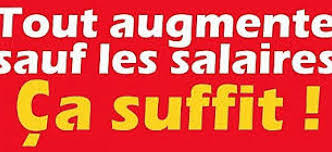 Tout augmente
sauf les salaires
Ça suffit !